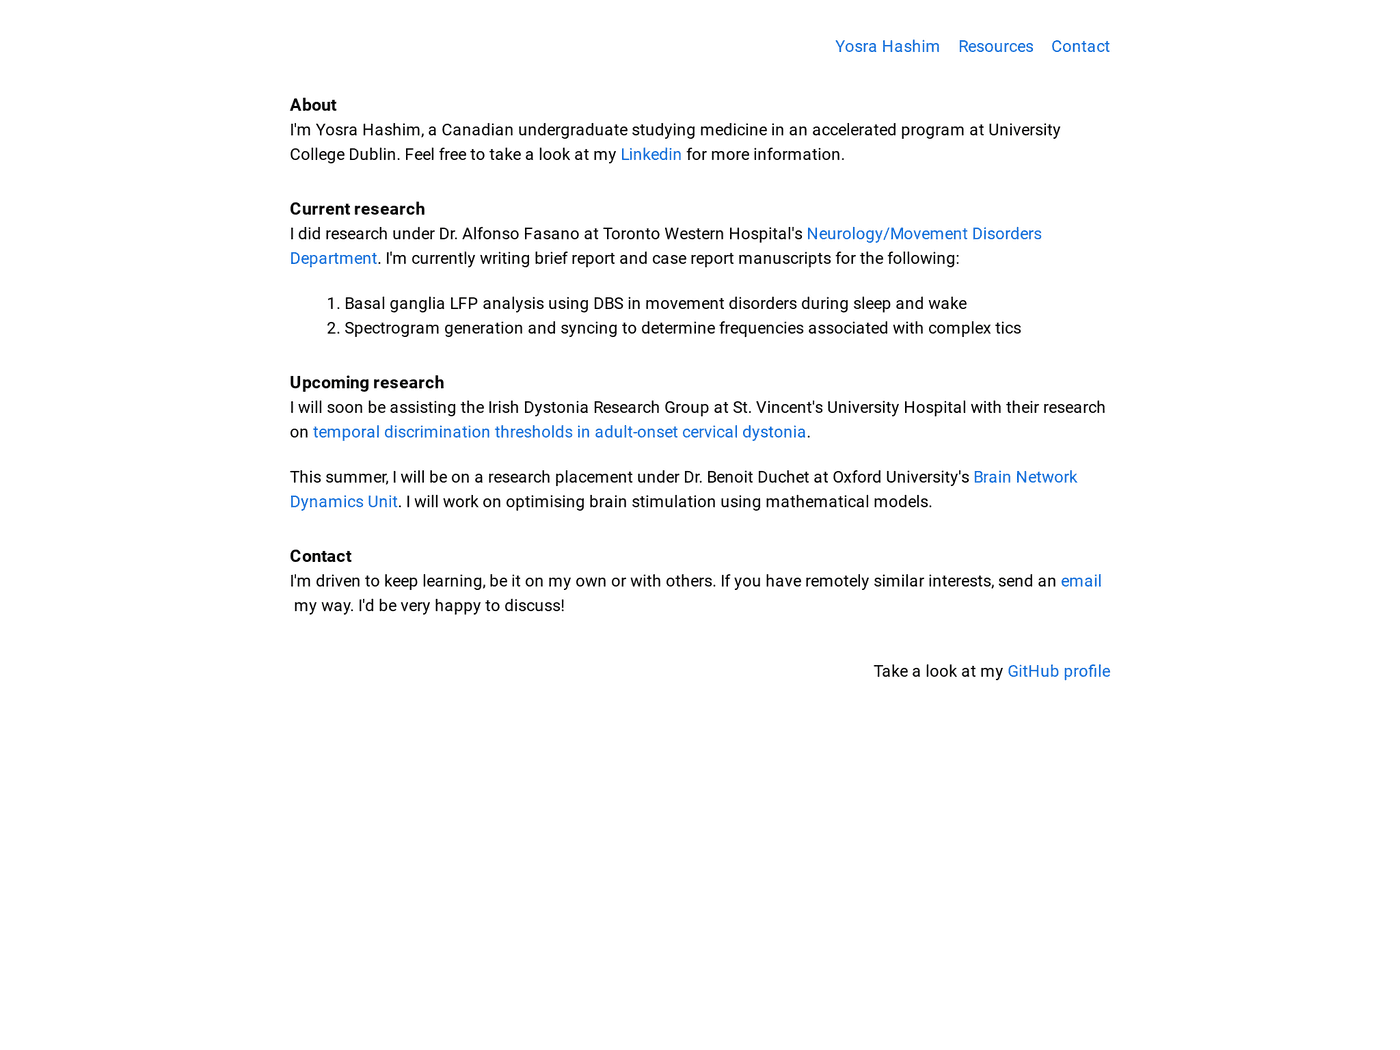 Yosra Hashim Resources Contact
About
I'm Yosra Hashim, a Canadian undergraduate studying medicine in an accelerated program at University
College Dublin. Feel free to take a look at my Linkedin for more information.
Current research
I did research under Dr. Alfonso Fasano at Toronto Western Hospital's Neurology/Movement Disorders
Department. I'm currently writing brief report and case report manuscripts for the following:
1. Basal ganglia LFP analysis using DBS in movement disorders during sleep and wake
2. Spectrogram generation and syncing to determine frequencies associated with complex tics
Upcoming research
I will soon be assisting the Irish Dystonia Research Group at St. Vincent's University Hospital with their research
on temporal discrimination thresholds in adult-onset cervical dystonia.
This summer, I will be on a research placement under Dr. Benoit Duchet at Oxford University's Brain Network
Dynamics Unit. I will work on optimising brain stimulation using mathematical models.
Contact
I'm driven to keep learning, be it on my own or with others. If you have remotely similar interests, send an email
my way. I'd be very happy to discuss!
Take a look at my GitHub profile